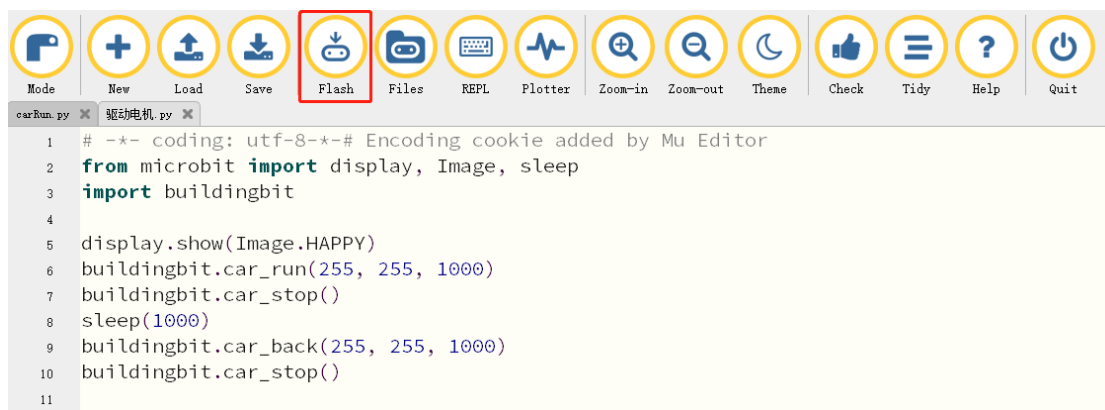 Mode New Load Save Flash Files REPL Plotter Zoom-in Zoom-out Theme Check Tidy Help Quit
carRun.py 驱动电机.py
1 # -*- coding: utf-8-*-# Encoding cookie added by Mu Editor
2 from microbit import display, Image, sleep
3 import buildingbit
4
5 display.show(Image.HAPPY)
6 buildingbit.car_run(255, 255, 1000)
7 buildingbit.car_stop()
8 sleep(1000)
9 buildingbit.car_back(255, 255, 1000)
10 buildingbit.car_stop()
11